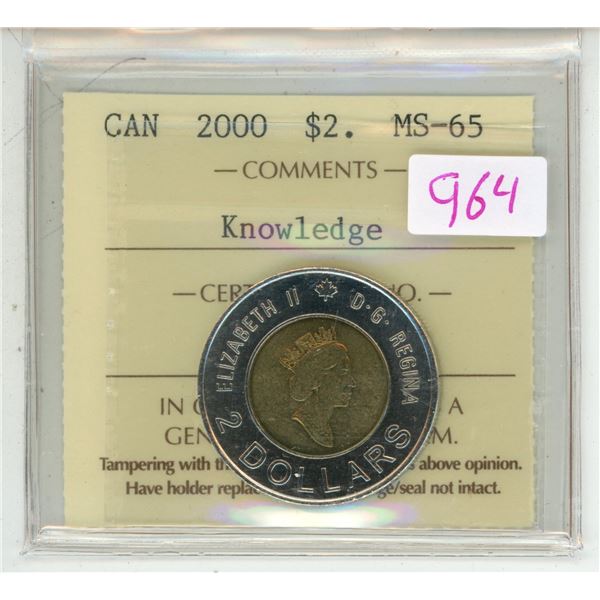 CAN 2000 $2. MS-65
— COMMENTS —
964
Knowledge
— CERT O. —
ELIZABETH II D·G·REGINA
2 DOLLARS
IN A
GEN M.
Tampering with th s above opinion.
Have holder replac ge/seal not intact.